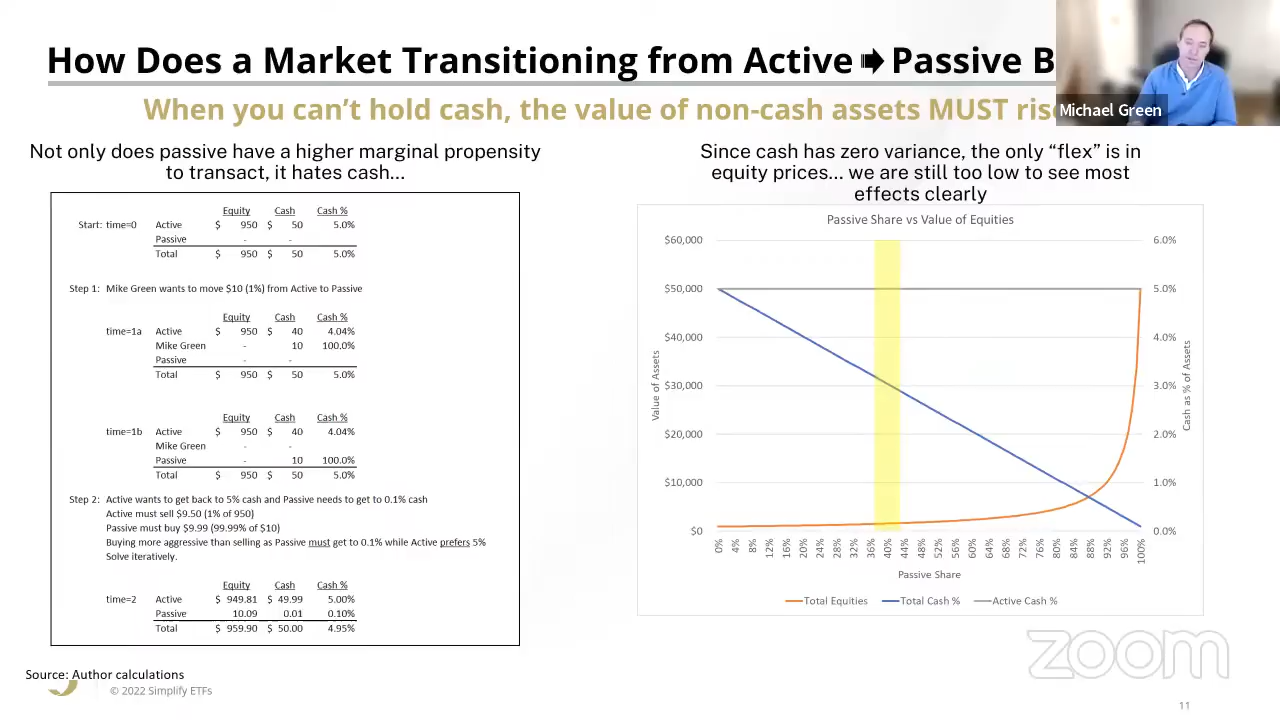 How Does a Market Transitioning from Active ➡ Passive B
When you can't hold cash, the value of non-cash assets MUST rise
Michael Green
Not only does passive have a higher marginal propensity
to transact, it hates cash...
Equity Cash Cash %
Start: time=0 Active $ 950 $ 50 5.0%
Passive - -
Total $ 950 $ 50 5.0%
Step 1: Mike Green wants to move $10 (1%) from Active to Passive
Equity Cash Cash %
time=1a Active $ 950 $ 40 4.04%
Mike Green - 10 100.0%
Passive - -
Total $ 950 $ 50 5.0%
Equity Cash Cash %
time=1b Active $ 950 $ 40 4.04%
Mike Green - -
Passive - 10 100.0%
Total $ 950 $ 50 5.0%
Step 2: Active wants to get back to 5% cash and Passive needs to get to 0.1% cash
Active must sell $9.50 (1% of 950)
Passive must buy $9.99 (99.99% of $10)
Buying more aggressive than selling as Passive must get to 0.1% while Active prefers 5%
Solve iteratively.
Equity Cash Cash %
time=2 Active $ 949.81 $ 49.99 5.00%
Passive 10.09 0.01 0.10%
Total $ 959.90 $ 50.00 4.95%
Since cash has zero variance, the only “flex” is in
equity prices... we are still too low to see most
effects clearly
Passive Share vs Value of Equities
$60,000 6.0%
$50,000 5.0%
$40,000 4.0%
$30,000 3.0%
$20,000 2.0%
$10,000 1.0%
$0 0.0%
Value of Assets
Cash as % of Assets
0% 4% 8% 12% 16% 20% 24% 28% 32% 36% 40% 44% 48% 52% 56% 60% 64% 68% 72% 76% 80% 84% 88% 92% 96% 100%
Passive Share
Total Equities Total Cash % Active Cash %
zoom
Source: Author calculations
© 2022 Simplify ETFs
11